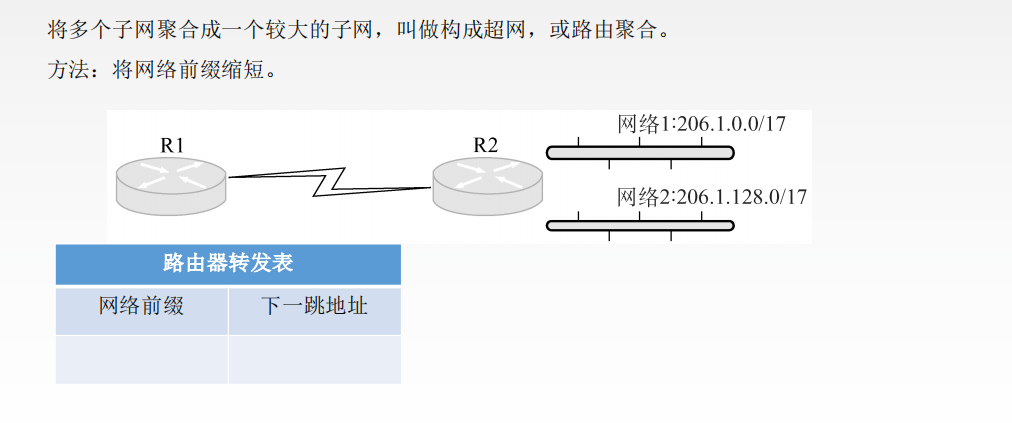 将多个子网聚合成一个较大的子网，叫做构成超网，或路由聚合。
方法：将网络前缀缩短。
网络1:206.1.0.0/17
R1
R2
网络2:206.1.128.0/17
路由器转发表
网络前缀 下一跳地址